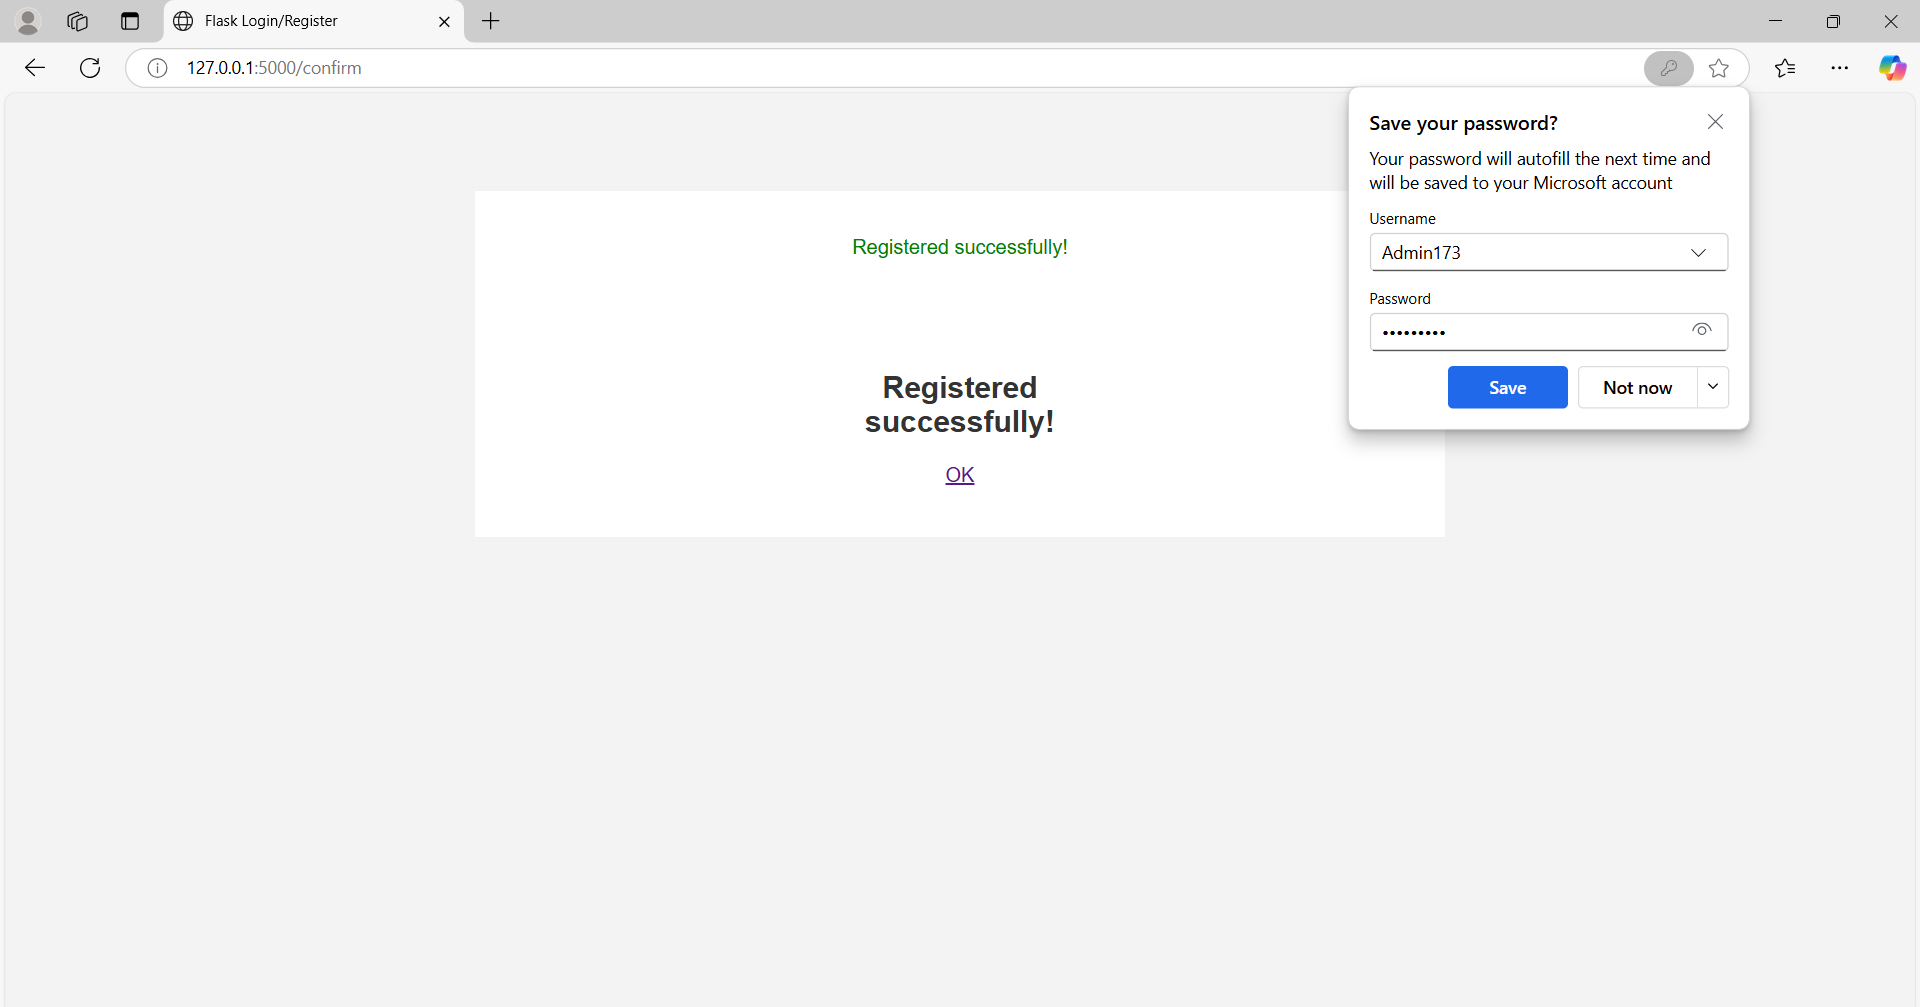 Flask Login/Register
127.0.0.1:5000/confirm
Save your password?
Your password will autofill the next time and
will be saved to your Microsoft account
Username
Admin173
Password
•••••••••
Save
Not now
Registered successfully!
Registered
successfully!
OK